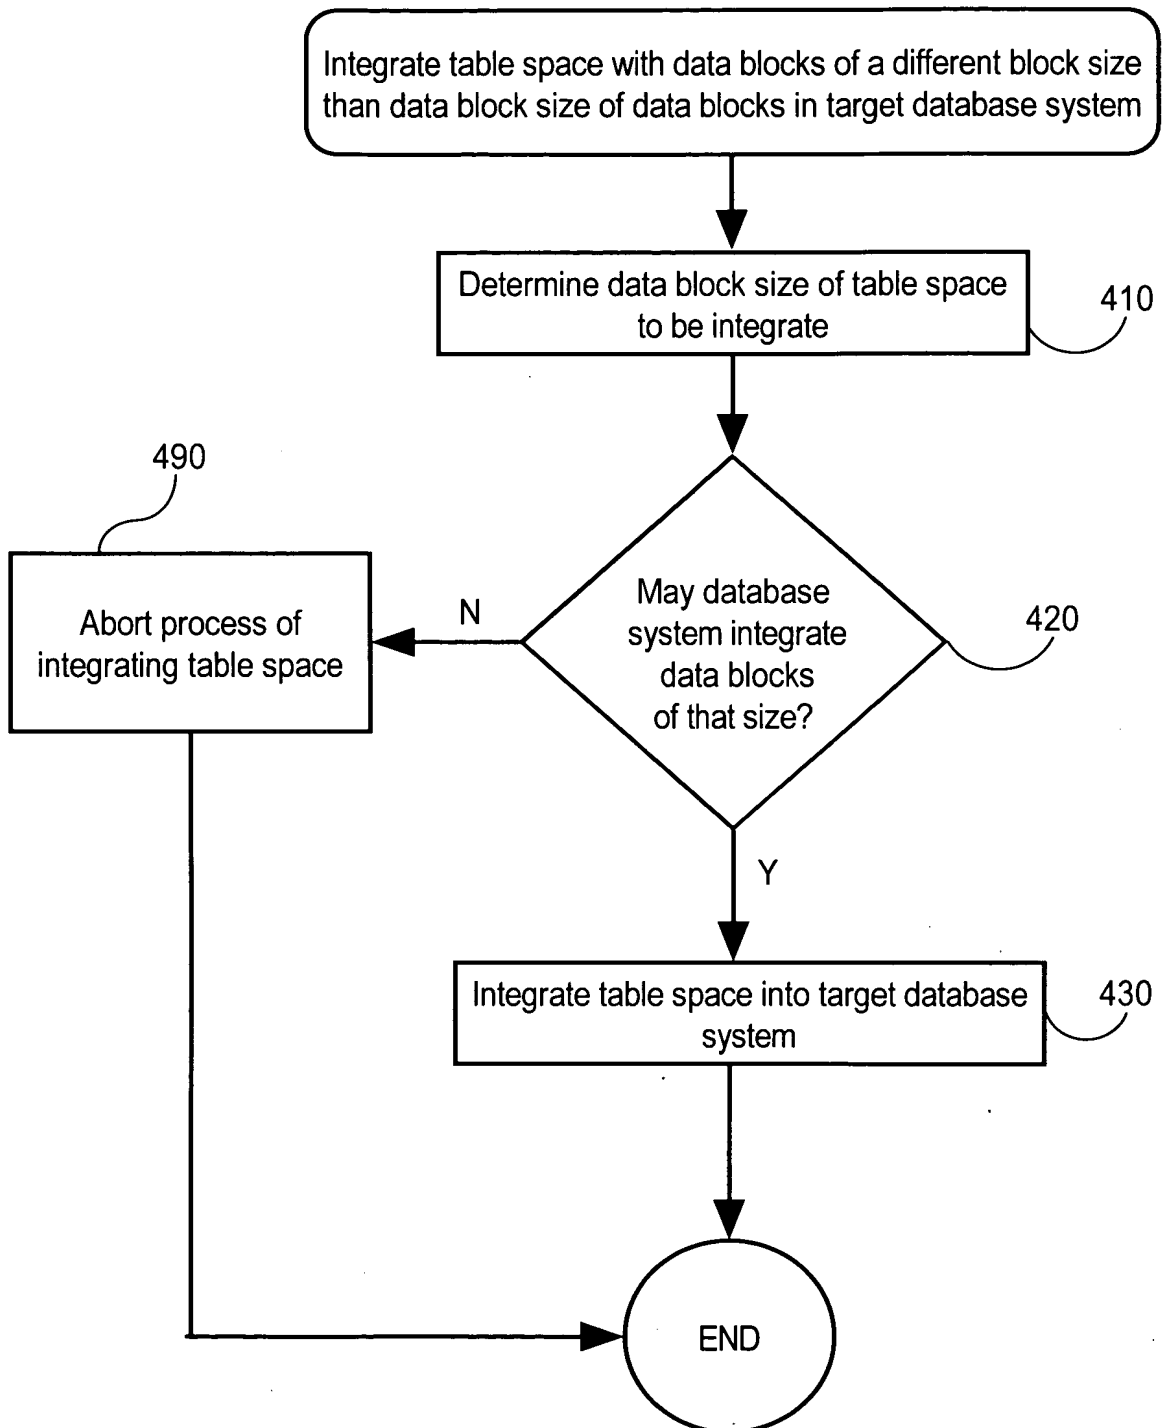 Integrate table space with data blocks of a different block size
than data block size of data blocks in target database system
Determine data block size of table space
to be integrate
410
490
May database
system integrate
data blocks
of that size?
420
N
Abort process of
integrating table space
Y
Integrate table space into target database
system
430
END